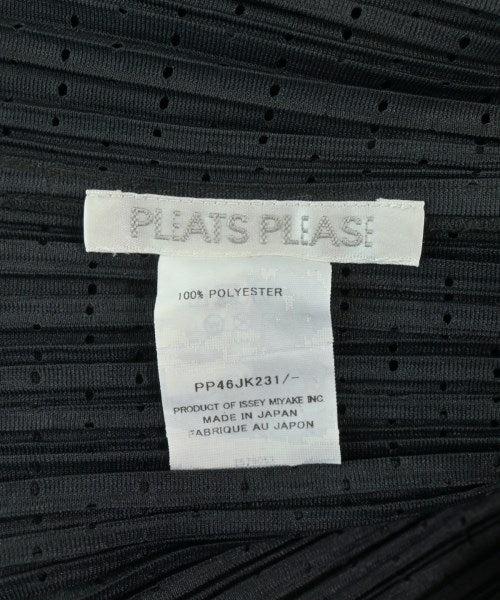 PLEATS PLEASE
100% POLYESTER
PP46JK231/-
PRODUCT OF ISSEY MIYAKE INC.
MADE IN JAPAN
FABRIQUE AU JAPON